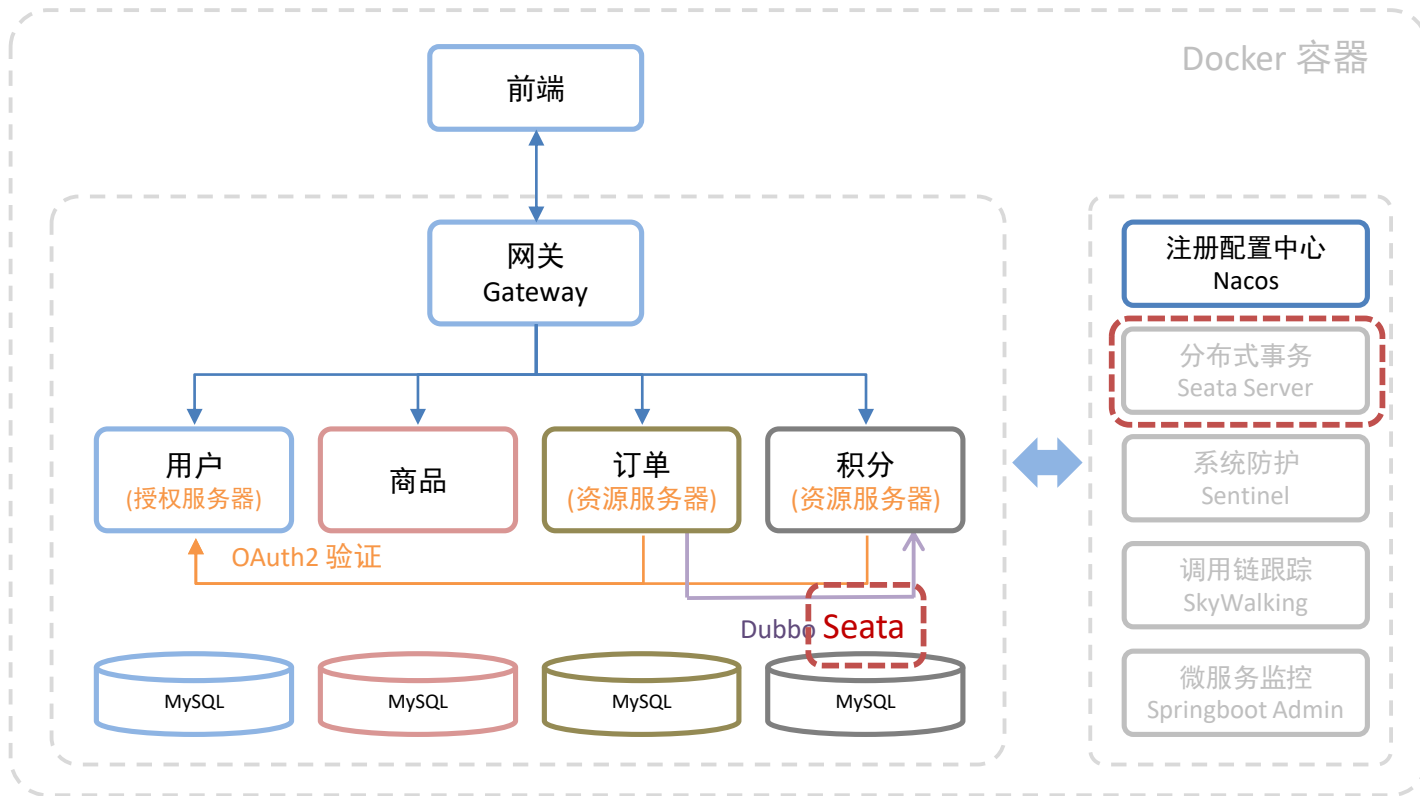 Docker 容器
前端
网关
Gateway
注册配置中心
Nacos
分布式事务
Seata Server
用户
(授权服务器)
商品
订单
(资源服务器)
积分
(资源服务器)
系统防护
Sentinel
OAuth2 验证
调用链跟踪
SkyWalking
Dubbo Seata
MySQL
MySQL
MySQL
MySQL
微服务监控
Springboot Admin